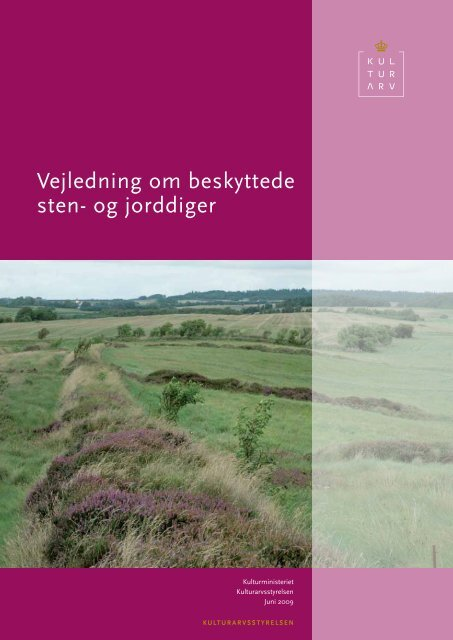 KUL
TUR
ARV
Vejledning om beskyttede
sten- og jorddiger
Kulturministeriet
Kulturarvsstyrelsen
Juni 2009
KULTURARVSSTYRELSEN